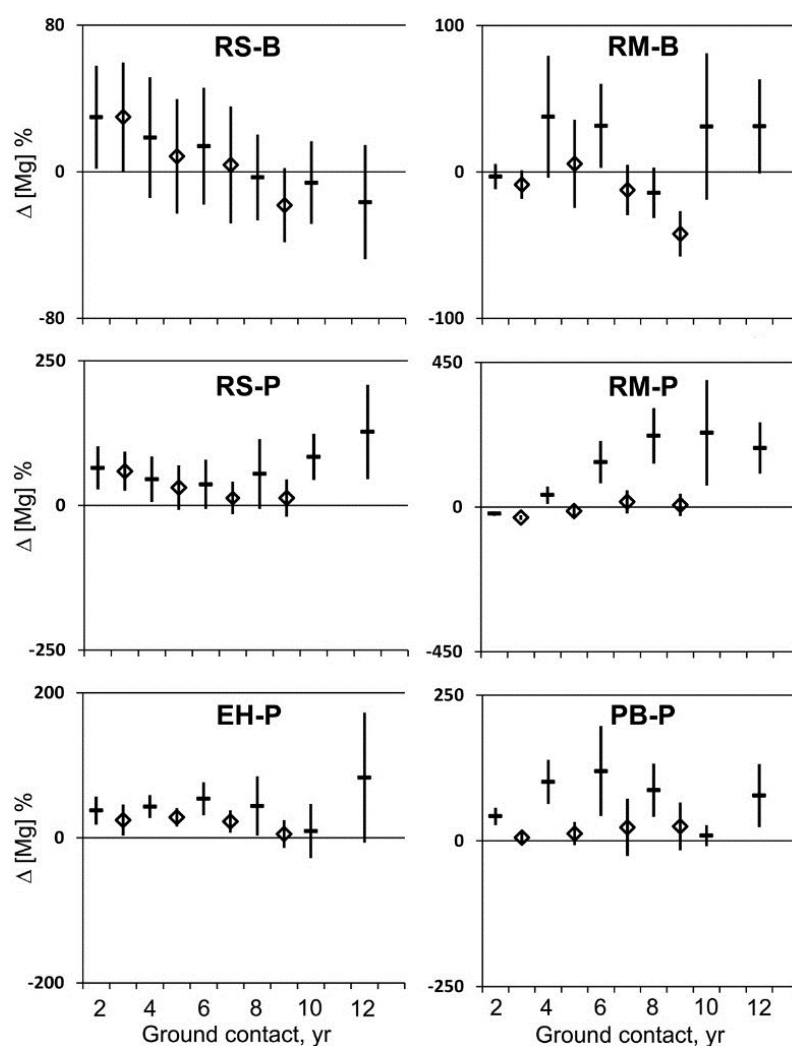 80
RS-B
Δ [Mg] %
0
-80
100
RM-B
0
-100
250
RS-P
Δ [Mg] %
0
-250
450
RM-P
0
-450
200
EH-P
Δ [Mg] %
0
-200
2 4 6 8 10 12
Ground contact, yr
250
PB-P
0
-250
2 4 6 8 10 12
Ground contact, yr